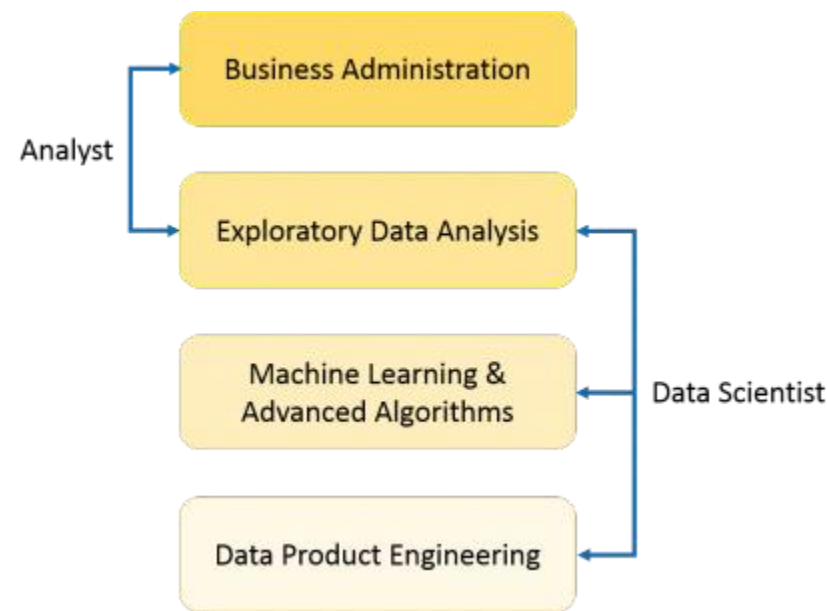 Business Administration
Analyst
Exploratory Data Analysis
Machine Learning &
Advanced Algorithms
Data Scientist
Data Product Engineering